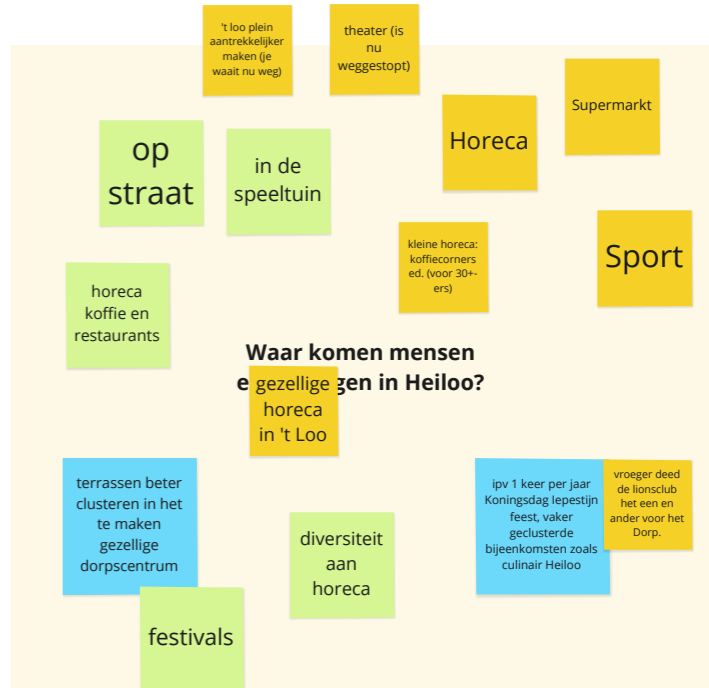 't loo plein
aantrekkelijker
maken (je
waait nu weg)
theater (is
nu
weggestopt)
Supermarkt
Horeca
op
straat
in de
speeltuin
kleine horeca:
koffiecorners
ed. (voor 30+-
ers)
Sport
horeca
koffie en
restaurants
Waar komen mensen
e gen in Heiloo?
gezellige
horeca
in 't Loo
terrassen beter
clusteren in het
te maken
gezellige
dorpscentrum
ipv 1 keer per jaar
Koningsdag lepestijn
feest, vaker
geclusterde
bijeenkomsten zoals
culinair Heiloo
vroeger deed
de lionsclub
het een en
ander voor het
Dorp.
diversiteit
aan
horeca
festivals